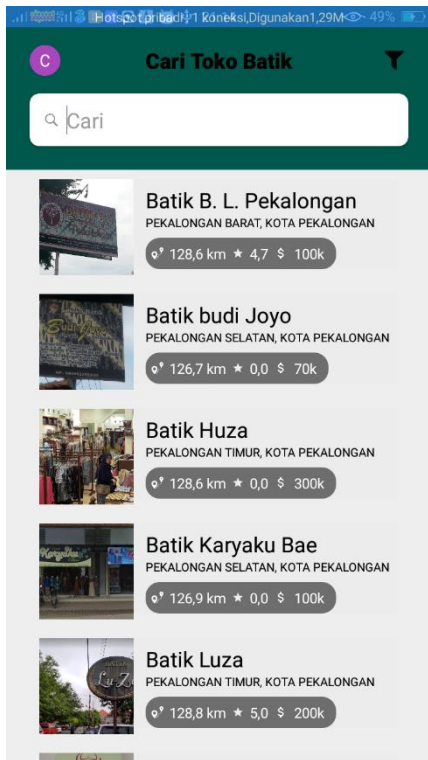 Hotspot pribadi, 1 koneksi,Digunakan1,29M
49%
C
Cari Toko Batik
Cari
Batik B. L. Pekalongan
PEKALONGAN BARAT, KOTA PEKALONGAN
128,6 km ★ 4,7 $ 100k
Batik budi Joyo
PEKALONGAN SELATAN, KOTA PEKALONGAN
126,7 km ★ 0,0 $ 70k
Batik Huza
PEKALONGAN TIMUR, KOTA PEKALONGAN
128,6 km ★ 0,0 $ 300k
Karyaku
Batik Karyaku Bae
PEKALONGAN SELATAN, KOTA PEKALONGAN
126,9 km ★ 0,0 $ 100k
Batik Luza
PEKALONGAN TIMUR, KOTA PEKALONGAN
128,8 km ★ 5,0 $ 200k